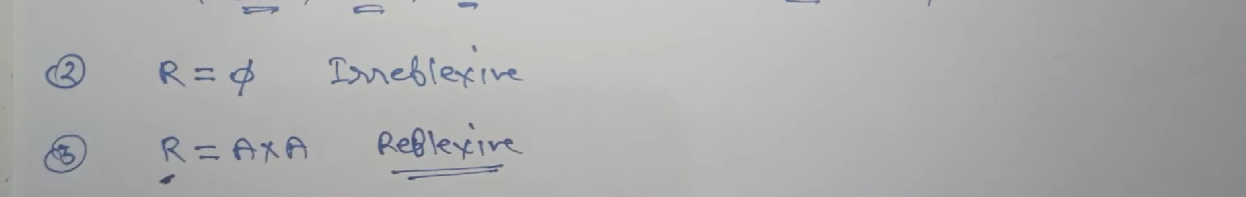 ② R = ϕ Irreflexive
③ R = A×A Reflexive